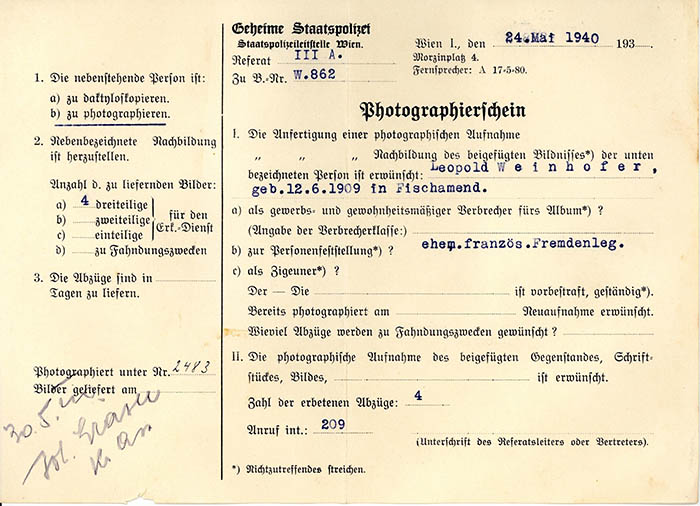 Geheime Staatspolizei
Staatspolizeileitstelle Wien.
Referat III A.
Zu B.-Nr. W.862
Wien I., den 24.Mai 1940 193
Morzinplatz 4.
Fernsprecher: A 17-5-80.
1. Die nebenstehende Person ist:
a) zu daktyloskopieren.
b) zu photographieren.
2. Nebenbezeichnete Nachbildung
ist herzustellen.
Anzahl d. zu liefernden Bilder:
a) 4 dreiteilige
b) zweiteilige
c) einteilige
für den
Erk.-Dienst
d) zu Fahndungszwecken
3. Die Abzüge sind in
Tagen zu liefern.
Photographiert unter Nr. 2483
Bilder geliefert am
30. 5.
Photographierschein
I. Die Anfertigung einer photographischen Aufnahme
„ „ „ Nachbildung des beigefügten Bildnisses*) der unten
bezeichneten Person ist erwünscht: Leopold Weinhofer,
geb.12.6.1909 in Fischamend.
a) als gewerbs- und gewohnheitsmäßiger Verbrecher fürs Album*) ?
(Angabe der Verbrecherklasse:)
b) zur Personenfeststellung*) ? ehem.französ.Fremdenleg.
c) als Zigeuner*) ?
Der — Die ist vorbestraft, geständig*).
Bereits photographiert am Neuaufnahme erwünscht.
Wieviel Abzüge werden zu Fahndungszwecken gewünscht ?
II. Die photographische Aufnahme des beigefügten Gegenstandes, Schrift-
stückes, Bildes, ist erwünscht.
Zahl der erbetenen Abzüge: 4
Anruf int.: 209
(Unterschrift des Referatsleiters oder Vertreters).
*) Nichtzutreffendes streichen.